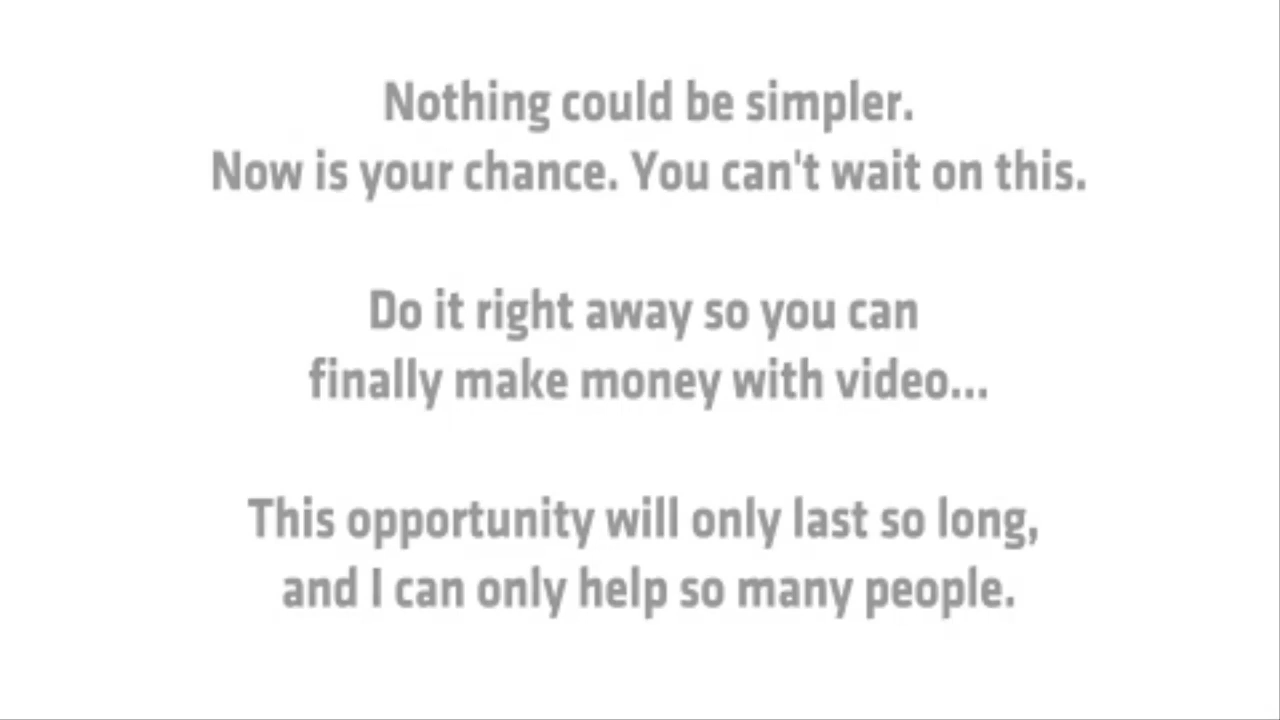 Nothing could be simpler.
Now is your chance. You can't wait on this.
Do it right away so you can
finally make money with video...
This opportunity will only last so long,
and I can only help so many people.